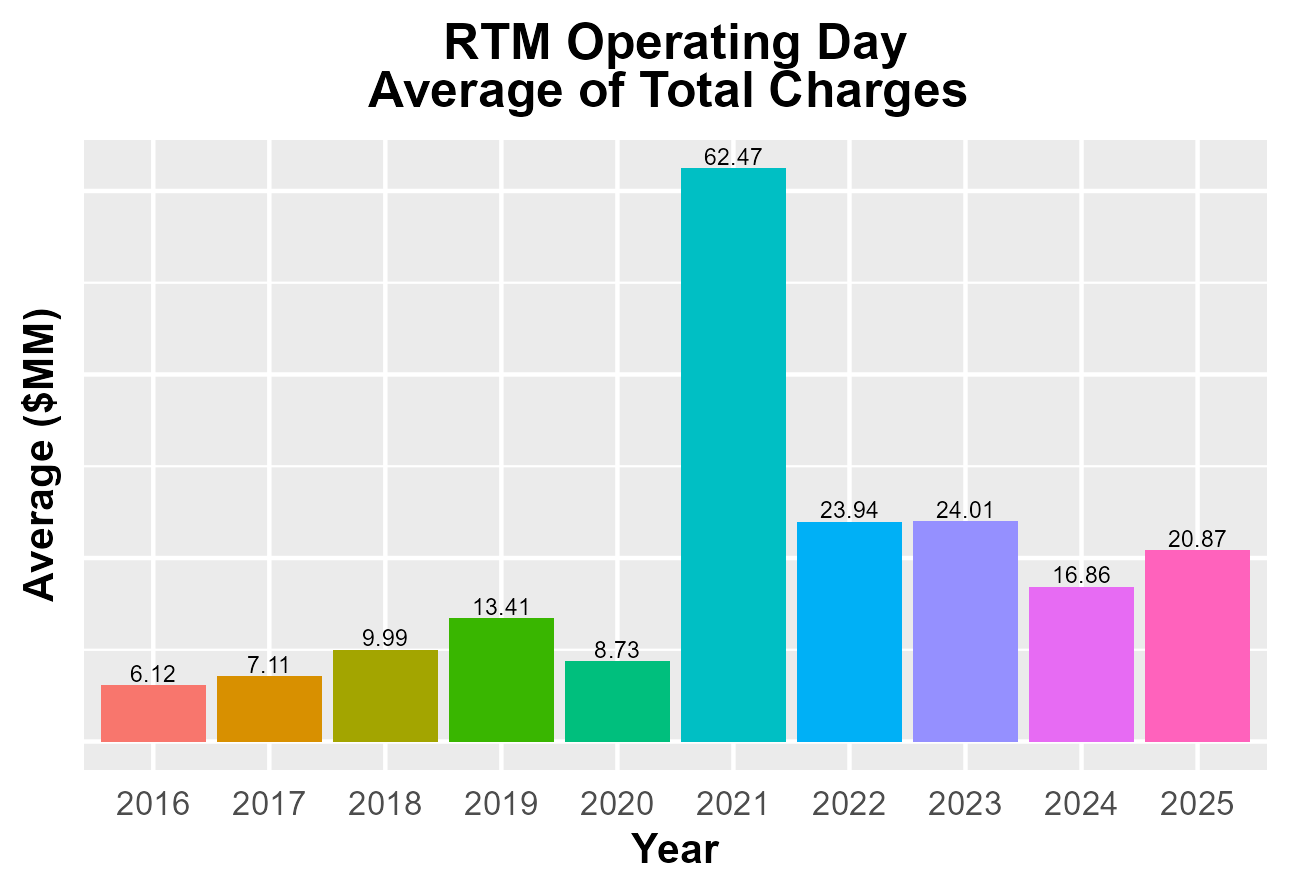 RTM Operating Day
Average of Total Charges
Average ($MM)
62.47
23.94
24.01
20.87
16.86
13.41
9.99
8.73
7.11
6.12
2016 2017 2018 2019 2020 2021 2022 2023 2024 2025
Year